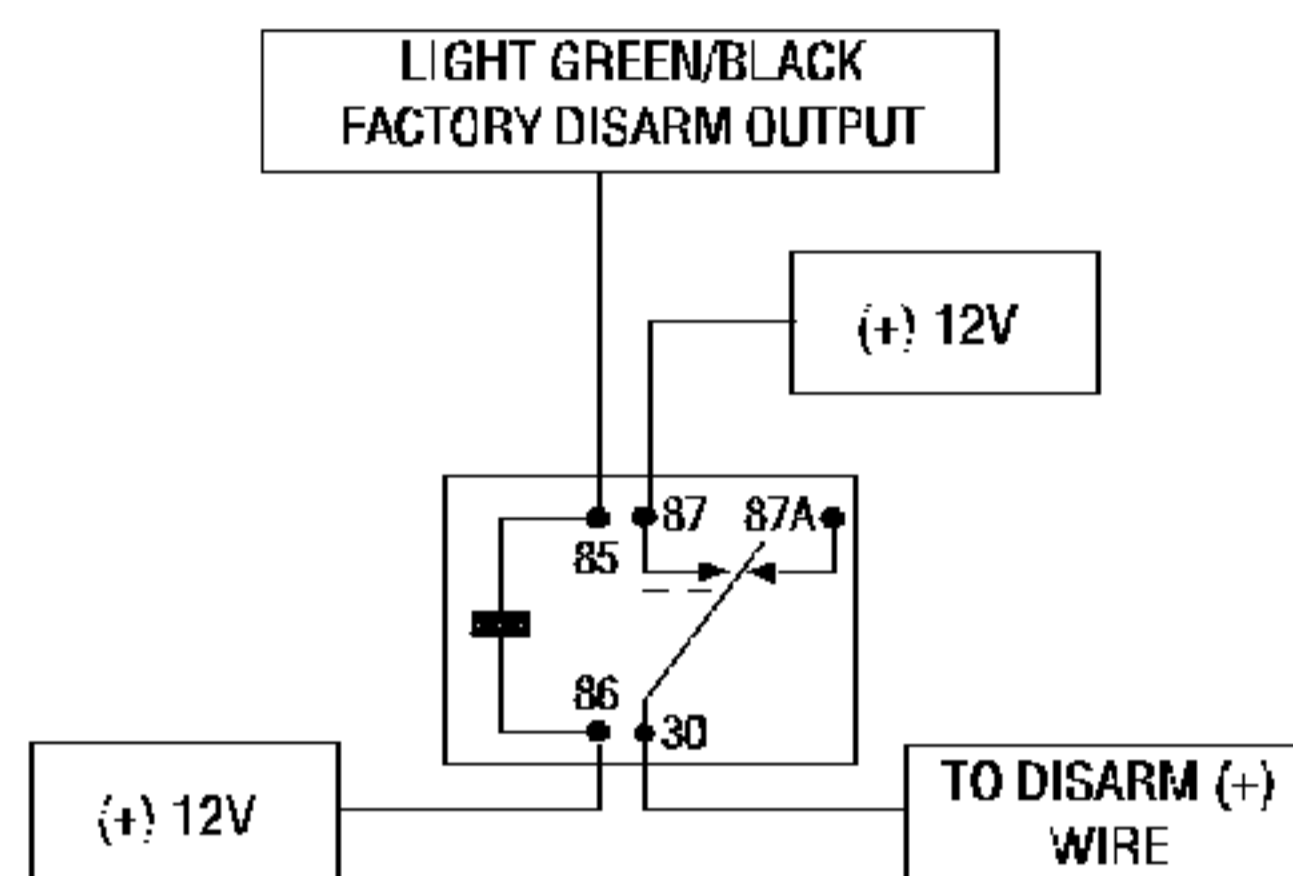 LIGHT GREEN/BLACK
FACTORY DISARM OUTPUT
(+) 12V
87 87A
85
86
30
(+) 12V
TO DISARM (+)
WIRE